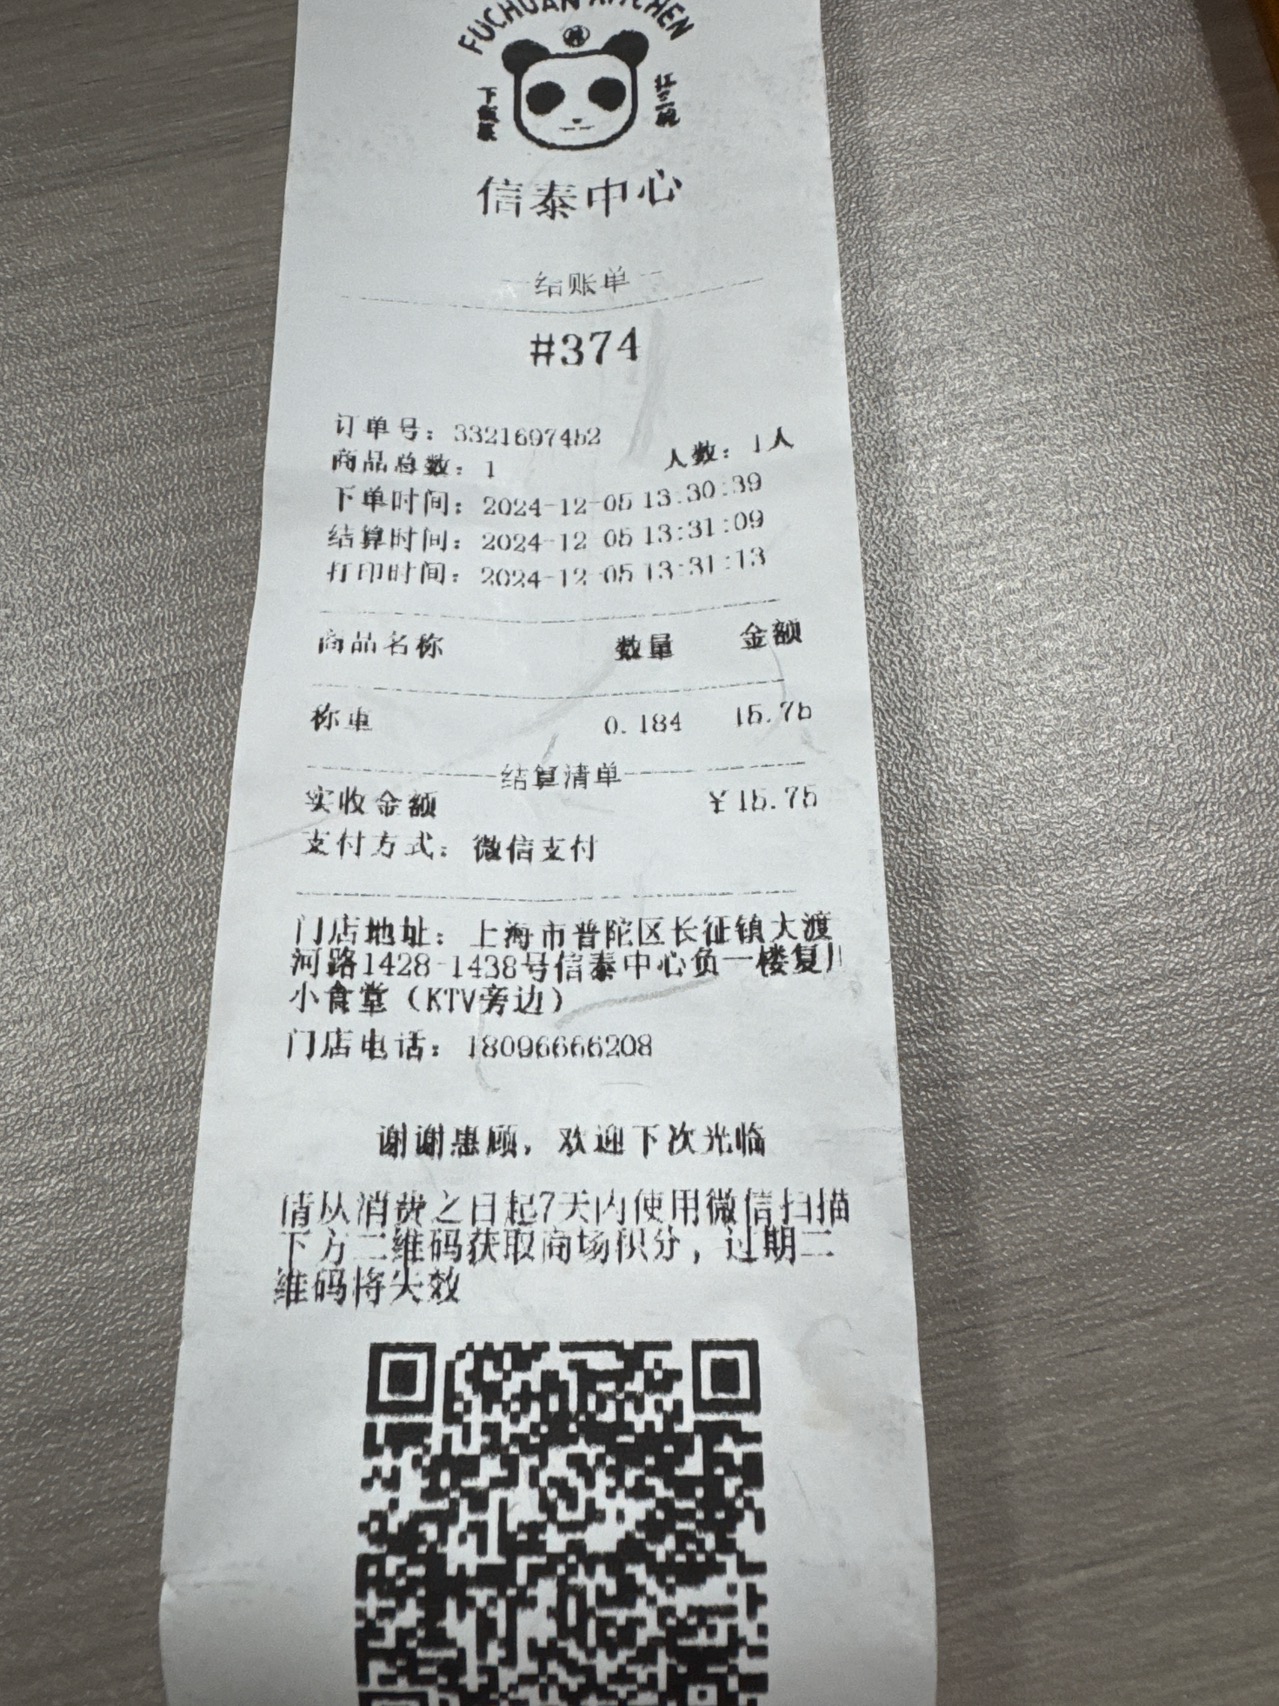 FUCHUAN KITCHEN
下饭菜
扛三碗
信泰中心
结账单
#374
订单号：3321697452
商品总数：1 人数：1人
下单时间：2024-12-05 13:30:39
结算时间：2024-12-05 13:31:09
打印时间：2024-12-05 13:31:13
商品名称 数量 金额
称重 0.184 15.75
结算清单
实收金额 ￥15.75
支付方式：微信支付
门店地址：上海市普陀区长征镇大渡
河路1428-1438号信泰中心负一楼复川
小食堂（KTV旁边）
门店电话：18096666208
谢谢惠顾，欢迎下次光临
请从消费之日起7天内使用微信扫描
下方二维码获取商场积分，过期二
维码将失效